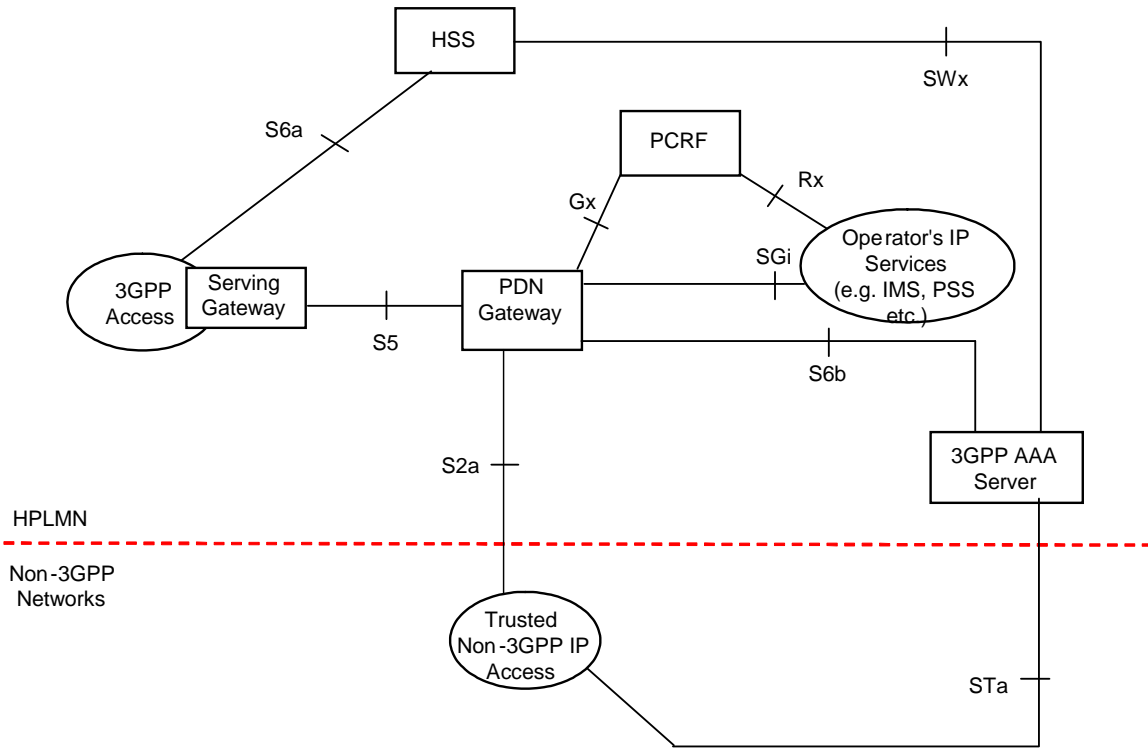 HSS
SWx
S6a
PCRF
Rx
Gx
Operator's IP
Services
(e.g. IMS, PSS
etc.)
SGi
3GPP
Access
Serving
Gateway
PDN
Gateway
S5
S6b
S2a
3GPP AAA
Server
HPLMN
Non-3GPP
Networks
Trusted
Non-3GPP IP
Access
STa